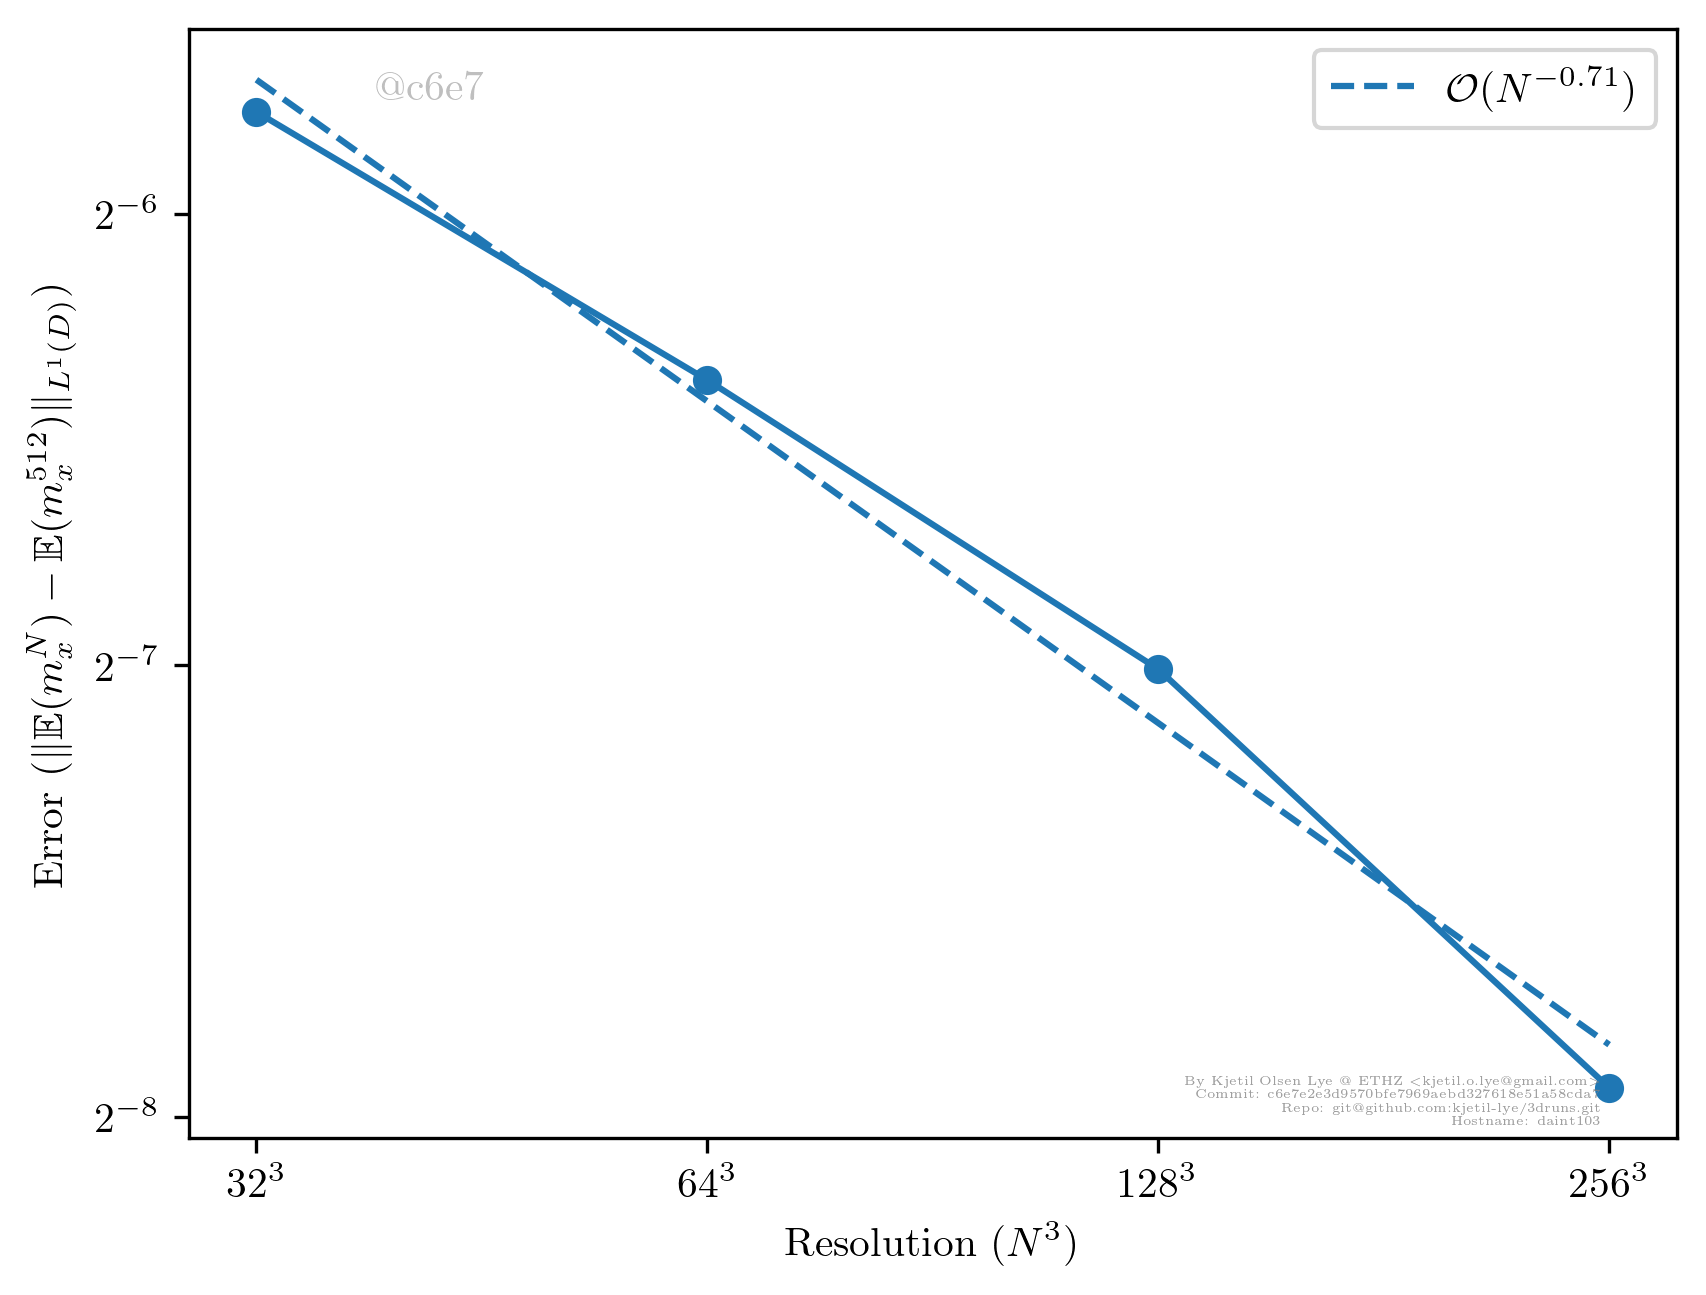 @c6e7
𝒪(N^{-0.71})
2^{-6}
2^{-7}
2^{-8}
Error (||𝔼(m_x^N) − 𝔼(m_x^{512})||_{L^1(D)})
By Kjetil Olsen Lye @ ETHZ <kjetil.o.lye@gmail.com>
Commit: c6e7e2e3d9570bfe7969aebd327618e51a58cda7
Repo: git@github.com:kjetil-lye/3druns.git
Hostname: daint103
32^3 64^3 128^3 256^3
Resolution (N^3)